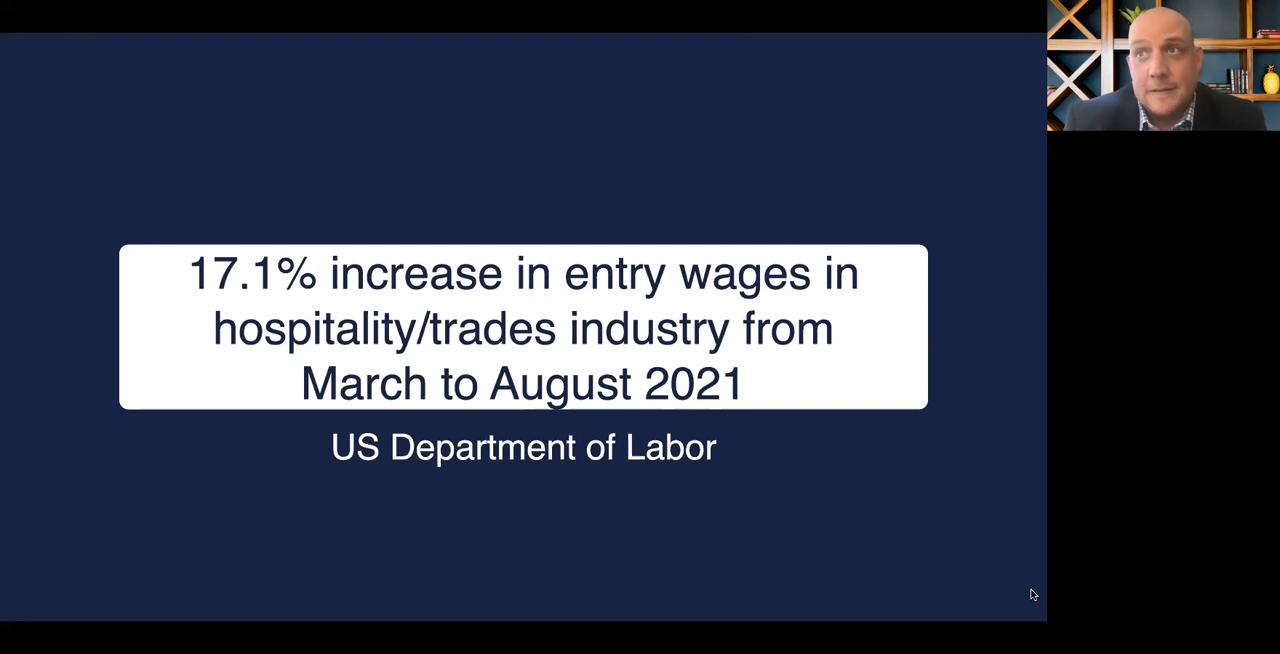 17.1% increase in entry wages in
hospitality/trades industry from
March to August 2021
US Department of Labor